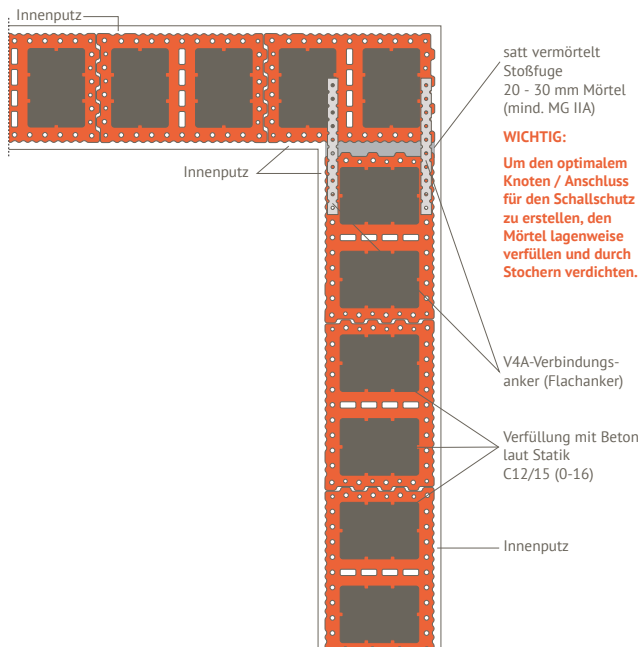 Innenputz
satt vermörtelt
Stoßfuge
20 - 30 mm Mörtel
(mind. MG IIA)
WICHTIG:
Um den optimalem
Knoten / Anschluss
für den Schallschutz
zu erstellen, den
Mörtel lagenweise
verfüllen und durch
Stochern verdichten.
Innenputz
V4A-Verbindungs-
anker (Flachanker)
Verfüllung mit Beton
laut Statik
C12/15 (0-16)
Innenputz